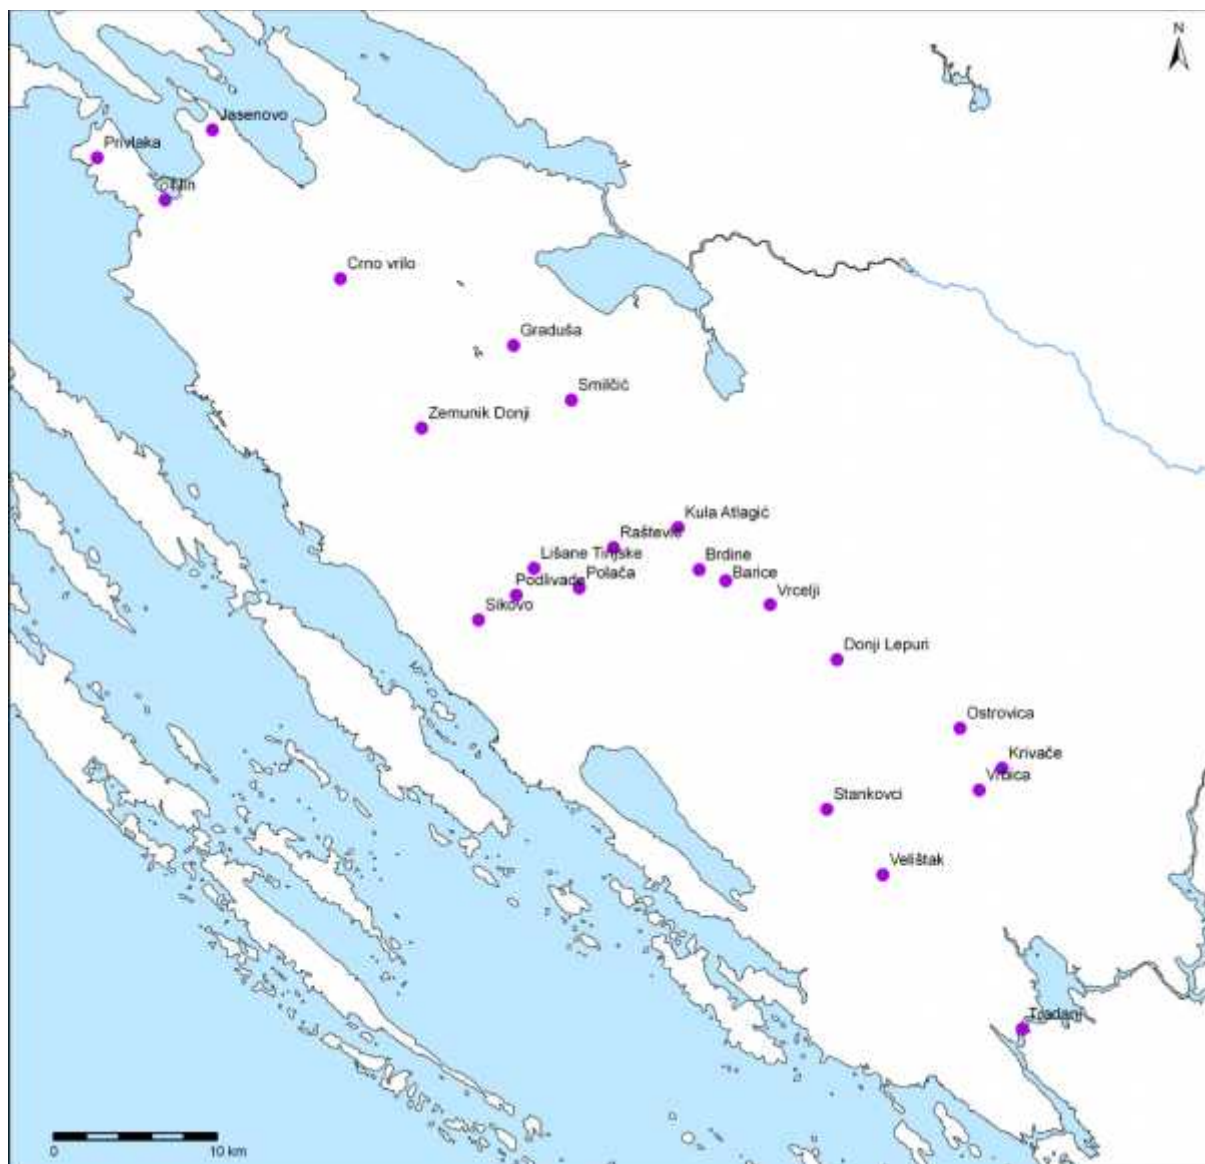 N
Jasenovo
Privlaka
Nin
Crno vrilo
Graduša
Smilčić
Zemunik Donji
Kula Atlagić
Raštević
Lišane Tinjske
Brdine
Polača
Barice
Podlivade
Vrcelji
Sikovo
Donji Lepuri
Ostrovica
Krivače
Vrbica
Stankovci
Velištak
Tradanj
0 10 km